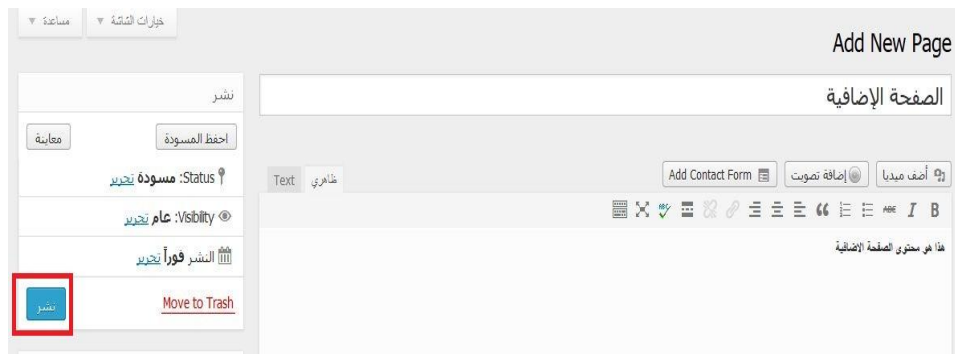 خيارات الشاشة
مساعدة
Add New Page
الصفحة الإضافية
أضف ميديا
إضافة تصويت
Add Contact Form
ظاهري
Text
B I ABC
هذا هو محتوى الصفحة الاضافية
نشر
احفظ المسودة
معاينة
Status: مسودة تحرير
Visibility: عام تحرير
النشر فوراً تحرير
Move to Trash
نشر